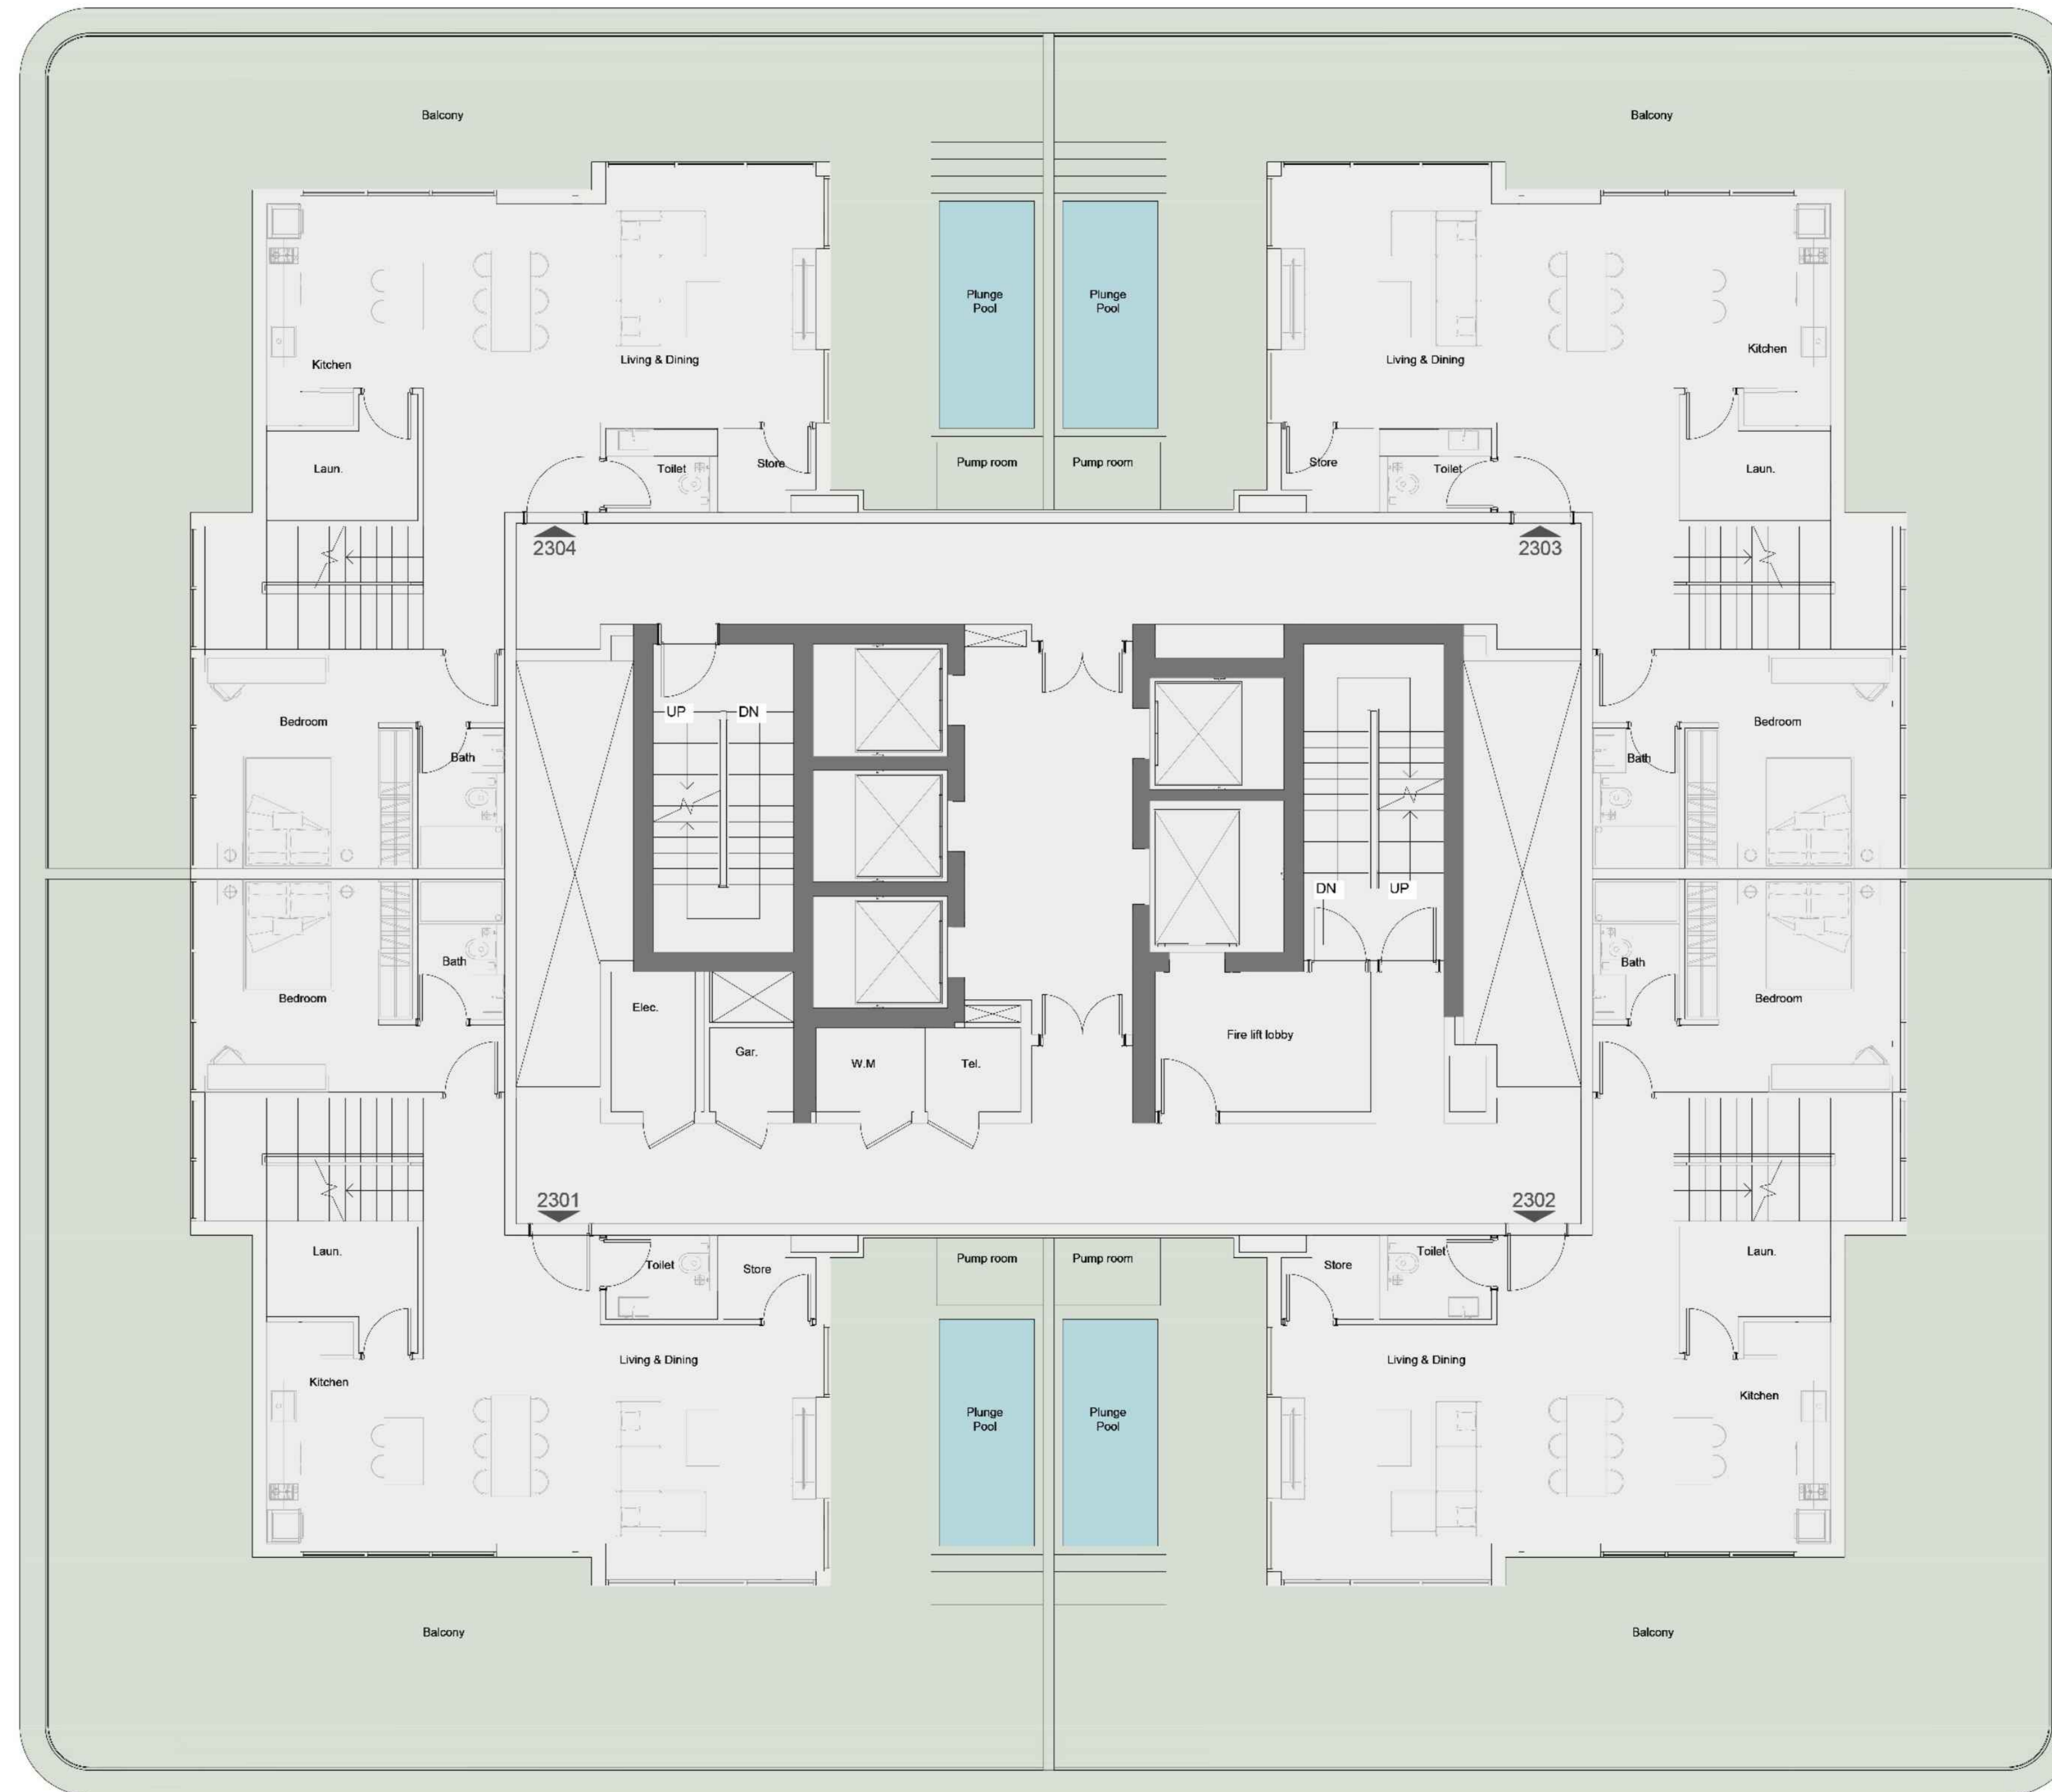 Balcony
Balcony
Plunge
Pool
Plunge
Pool
Kitchen
Living & Dining
Living & Dining
Kitchen
Laun.
Toilet
Store
Pump room
Pump room
Store
Toilet
Laun.
2304
2303
Bedroom
Bath
UP
DN
Bath
Bedroom
DN
UP
Bedroom
Bath
Elec.
Gar.
W.M
Tel.
Fire lift lobby
Bath
Bedroom
2301
2302
Laun.
Toilet
Store
Pump room
Pump room
Store
Toilet
Laun.
Kitchen
Living & Dining
Living & Dining
Kitchen
Plunge
Pool
Plunge
Pool
Balcony
Balcony